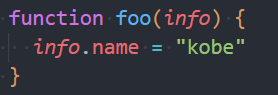 function foo(info) {
  info.name = "kobe"
}